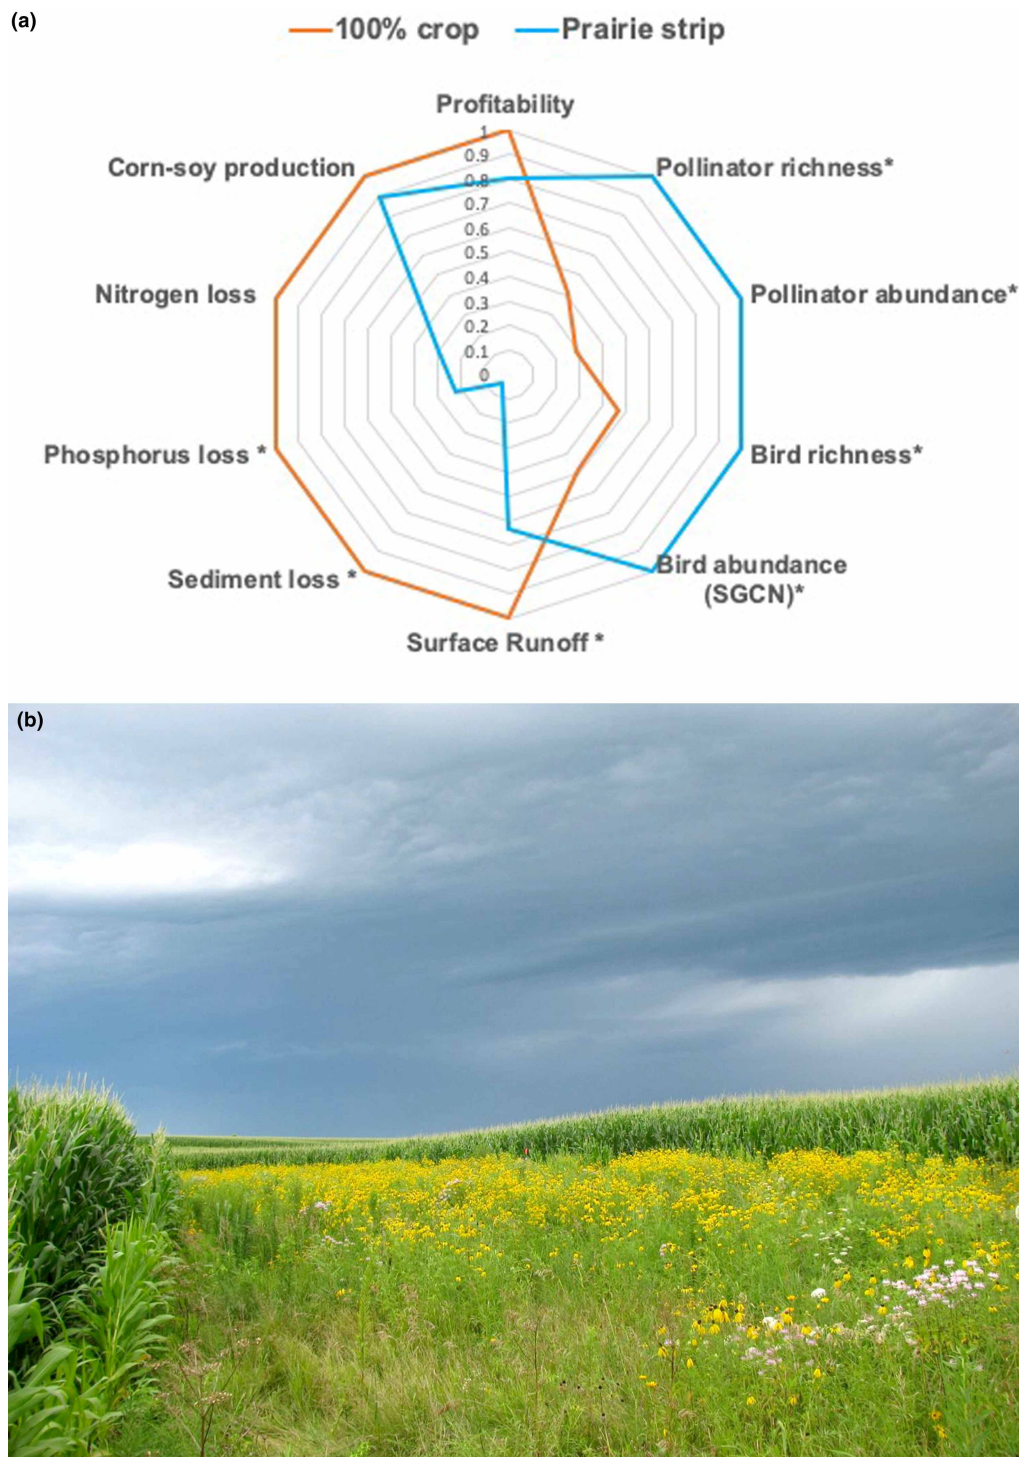 (a)
100% crop
Prairie strip
Profitability
1
0.9
0.8
0.7
0.6
0.5
0.4
0.3
0.2
0.1
0
Pollinator richness*
Pollinator abundance*
Bird richness*
Bird abundance
(SGCN)*
Surface Runoff *
Sediment loss *
Phosphorus loss *
Nitrogen loss
Corn-soy production
(b)